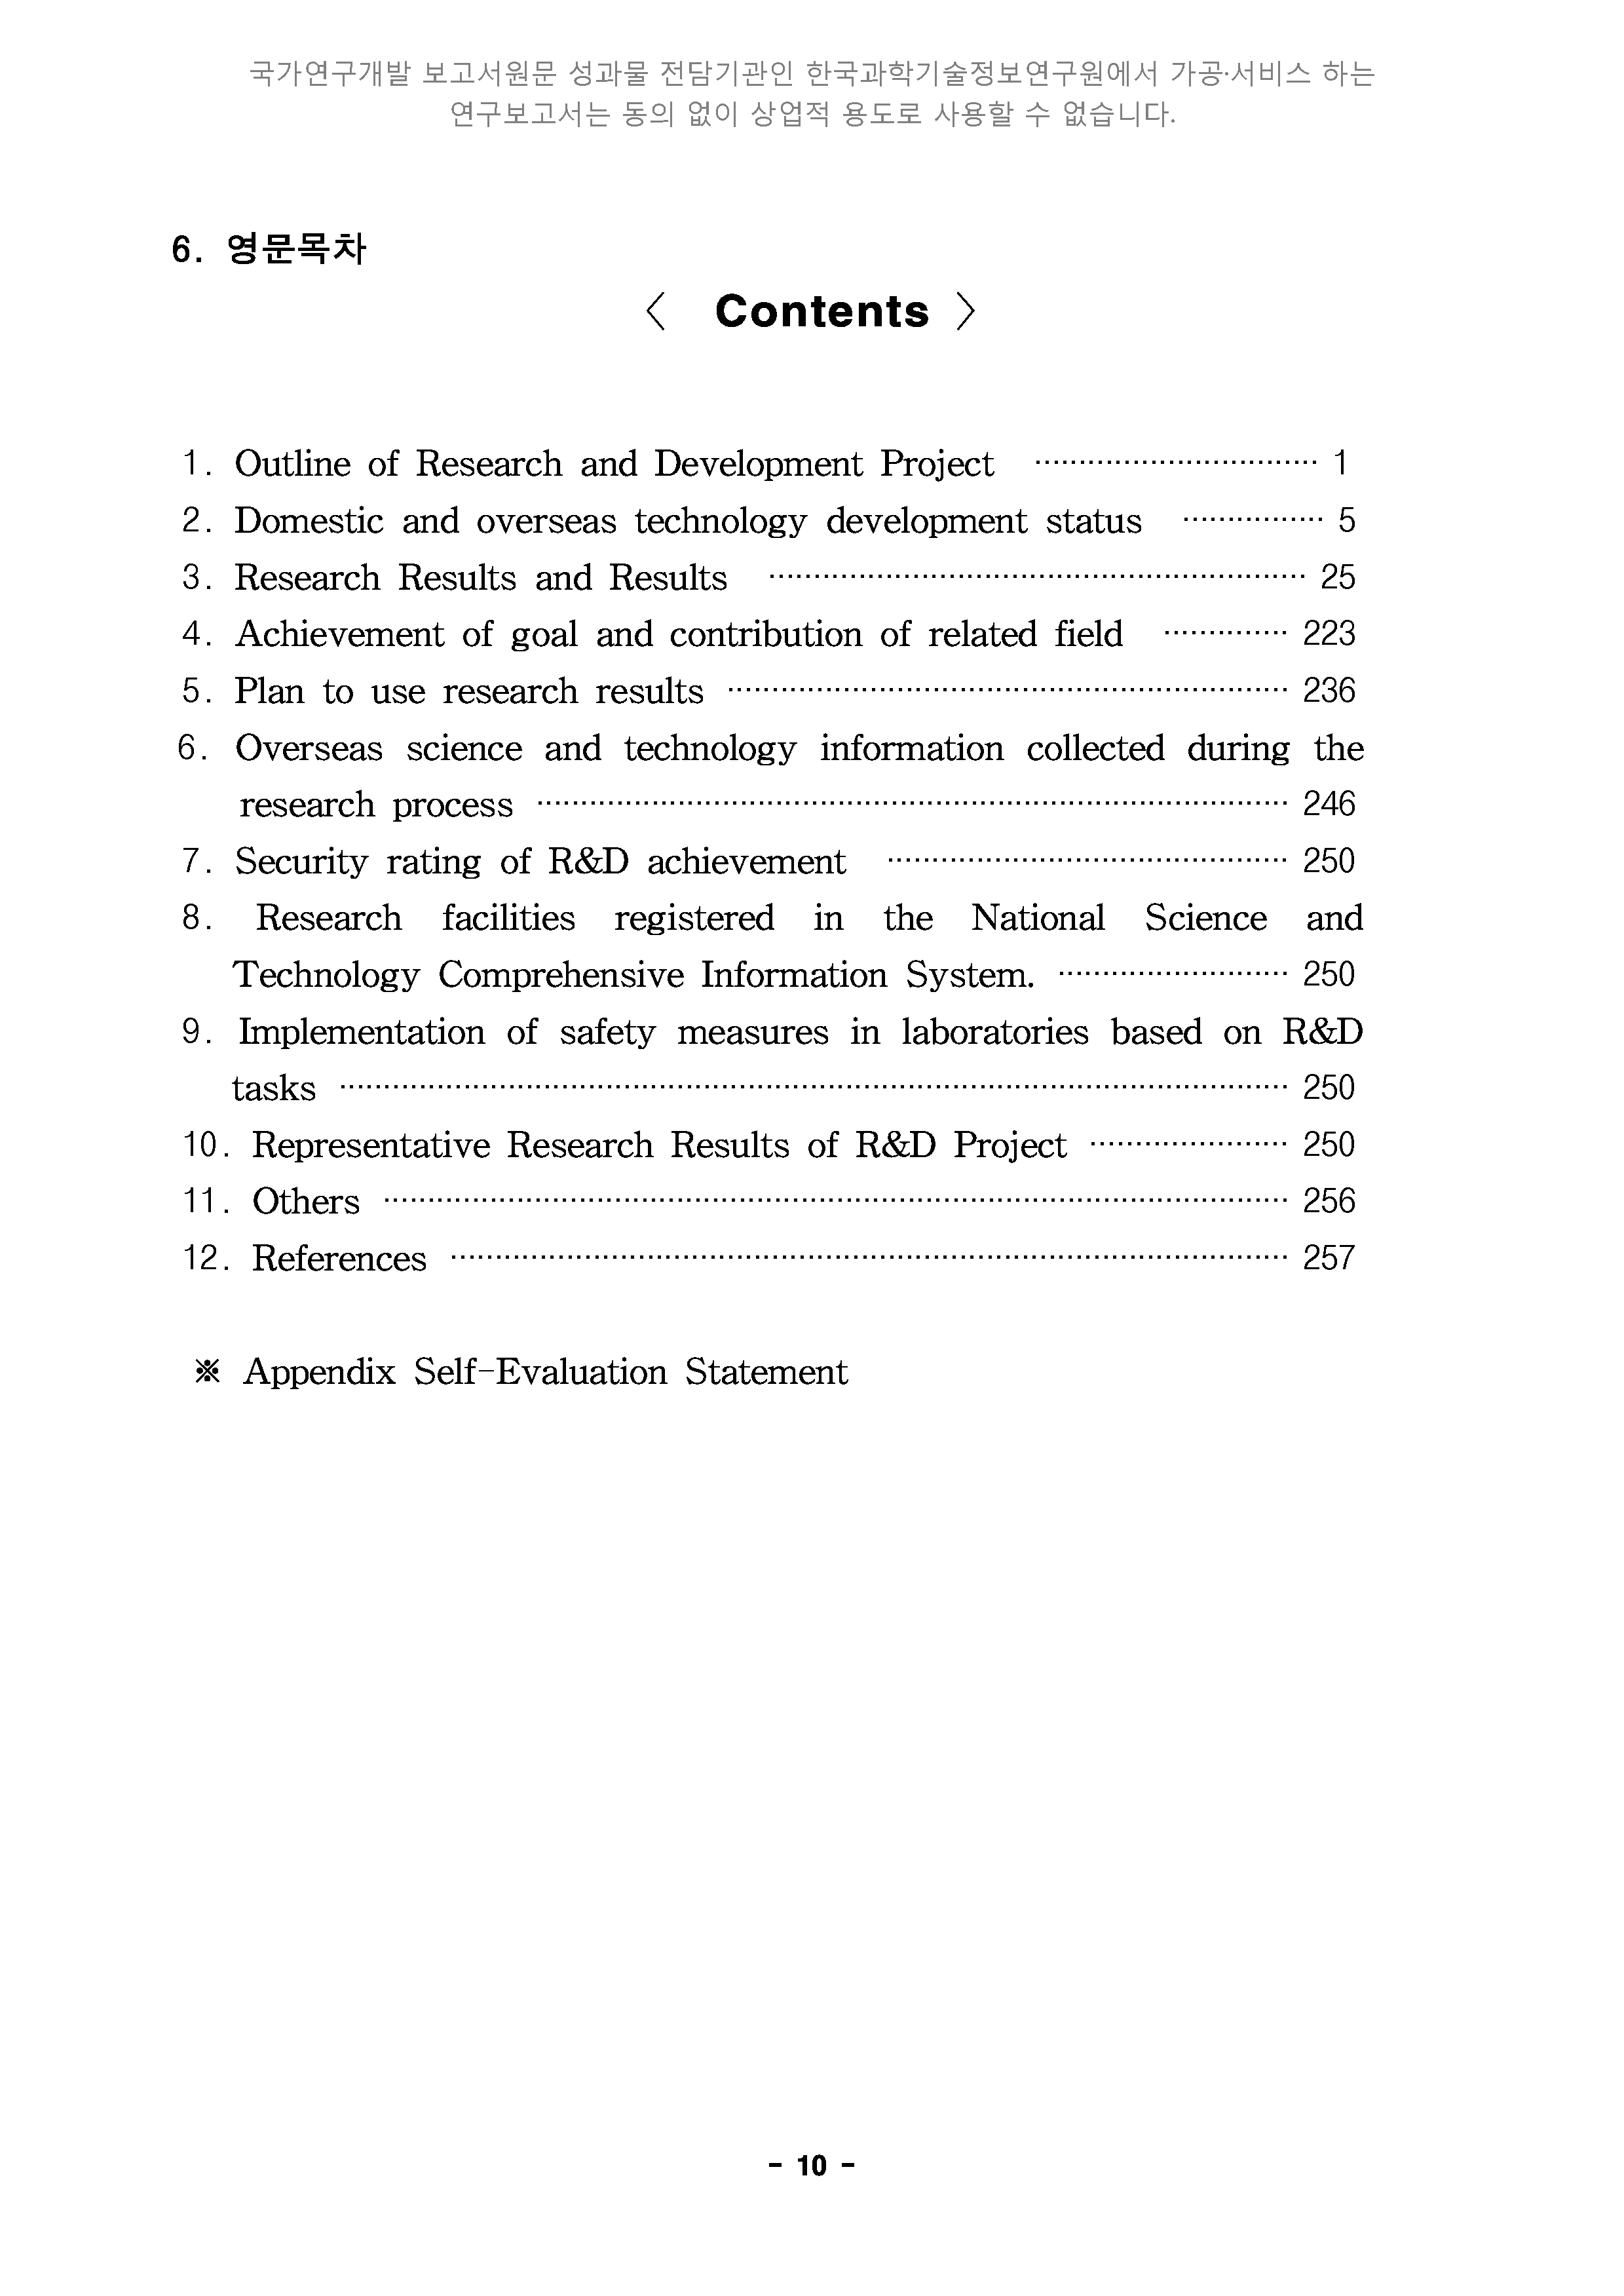 국가연구개발 보고서원문 성과물 전담기관인 한국과학기술정보연구원에서 가공·서비스 하는
연구보고서는 동의 없이 상업적 용도로 사용할 수 없습니다.
6. 영문목차
〈 Contents 〉
1. Outline of Research and Development Project ································ 1
2. Domestic and overseas technology development status ················ 5
3. Research Results and Results ····························································· 25
4. Achievement of goal and contribution of related field ·············· 223
5. Plan to use research results ································································ 236
6. Overseas science and technology information collected during the
research process ····················································································· 246
7. Security rating of R&D achievement ············································· 250
8. Research facilities registered in the National Science and
Technology Comprehensive Information System. ·························· 250
9. Implementation of safety measures in laboratories based on R&D
tasks ··········································································································· 250
10. Representative Research Results of R&D Project ······················ 250
11. Others ······································································································ 256
12. References ······························································································ 257
※ Appendix Self-Evaluation Statement
- 10 -